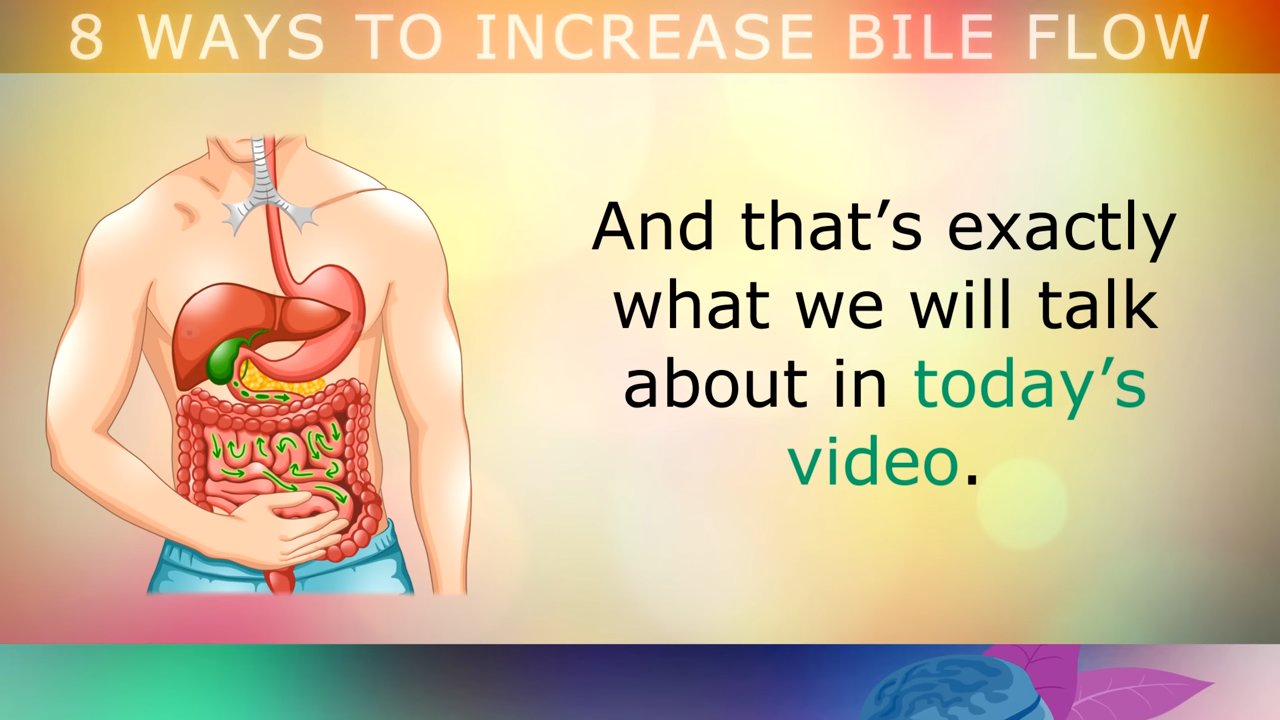 8 WAYS TO INCREASE BILE FLOW
And that’s exactly
what we will talk
about in today’s
video.